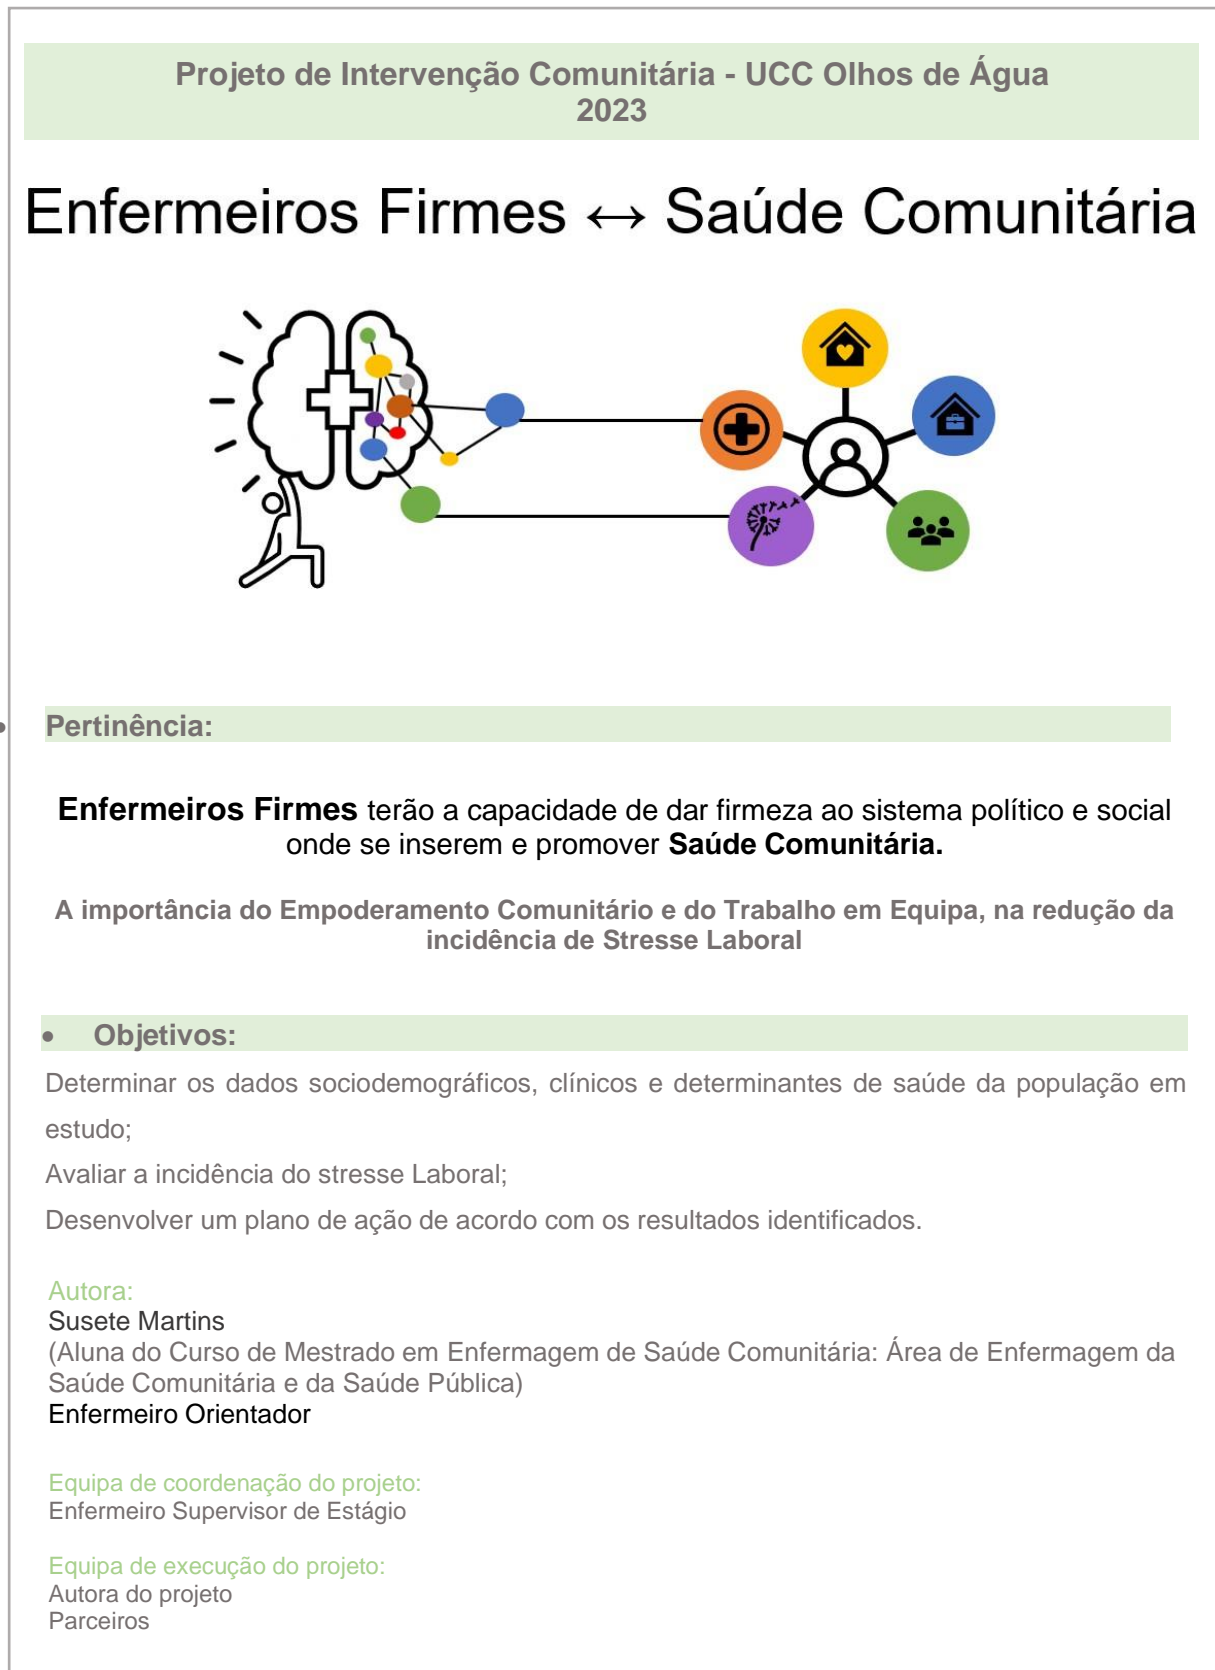 Projeto de Intervenção Comunitária - UCC Olhos de Água
2023
Enfermeiros Firmes ↔ Saúde Comunitária
• Pertinência:
Enfermeiros Firmes terão a capacidade de dar firmeza ao sistema político e social
onde se inserem e promover Saúde Comunitária.
A importância do Empoderamento Comunitário e do Trabalho em Equipa, na redução da
incidência de Stresse Laboral
• Objetivos:
Determinar os dados sociodemográficos, clínicos e determinantes de saúde da população em
estudo;
Avaliar a incidência do stresse Laboral;
Desenvolver um plano de ação de acordo com os resultados identificados.
Autora:
Susete Martins
(Aluna do Curso de Mestrado em Enfermagem de Saúde Comunitária: Área de Enfermagem da
Saúde Comunitária e da Saúde Pública)
Enfermeiro Orientador
Equipa de coordenação do projeto:
Enfermeiro Supervisor de Estágio
Equipa de execução do projeto:
Autora do projeto
Parceiros